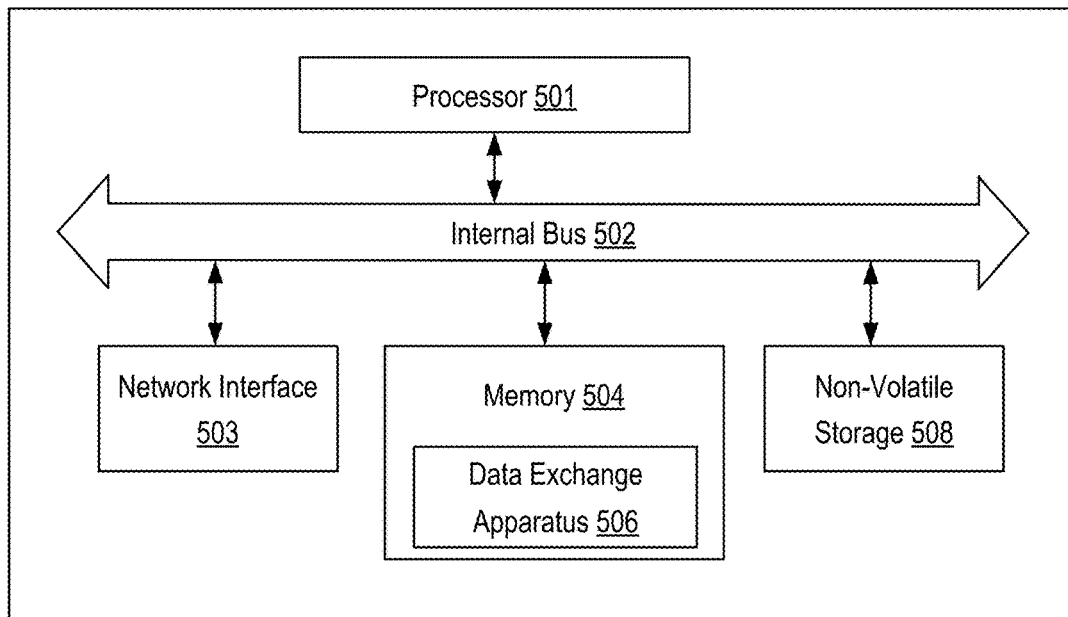 Processor 501
Internal Bus 502
Network Interface
503
Memory 504
Data Exchange
Apparatus 506
Non-Volatile
Storage 508